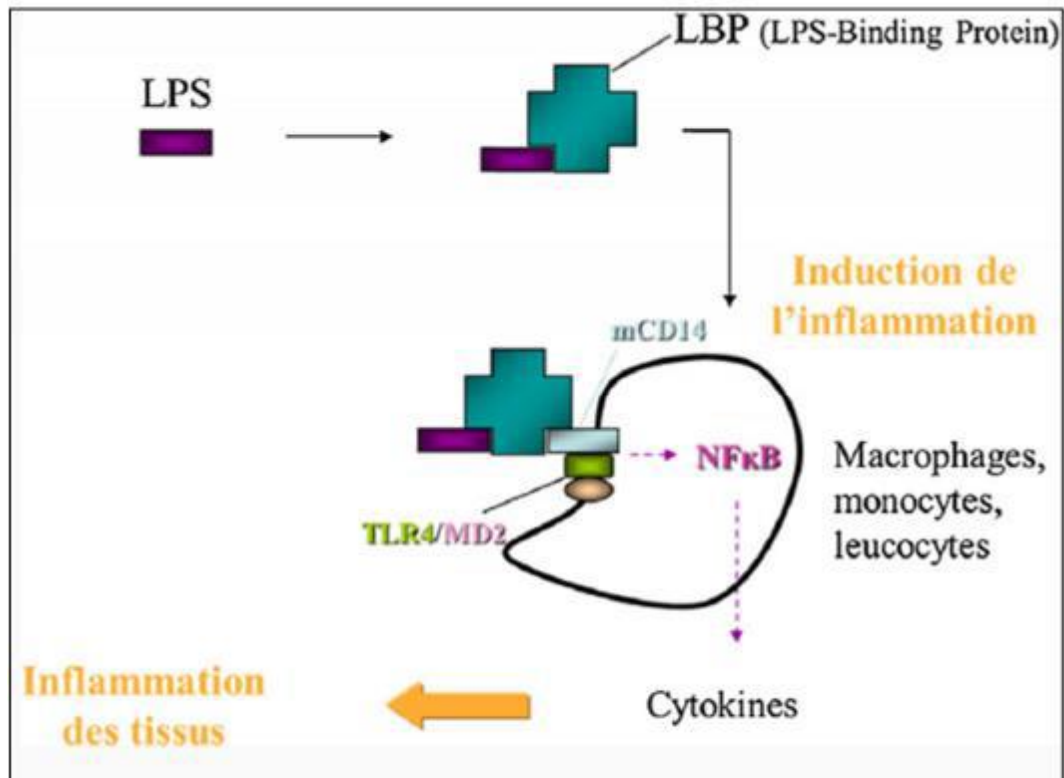 LBP (LPS-Binding Protein)
LPS
Induction de
l'inflammation
mCD14
NFκB
Macrophages,
monocytes,
leucocytes
TLR4/MD2
Inflammation
des tissus
Cytokines